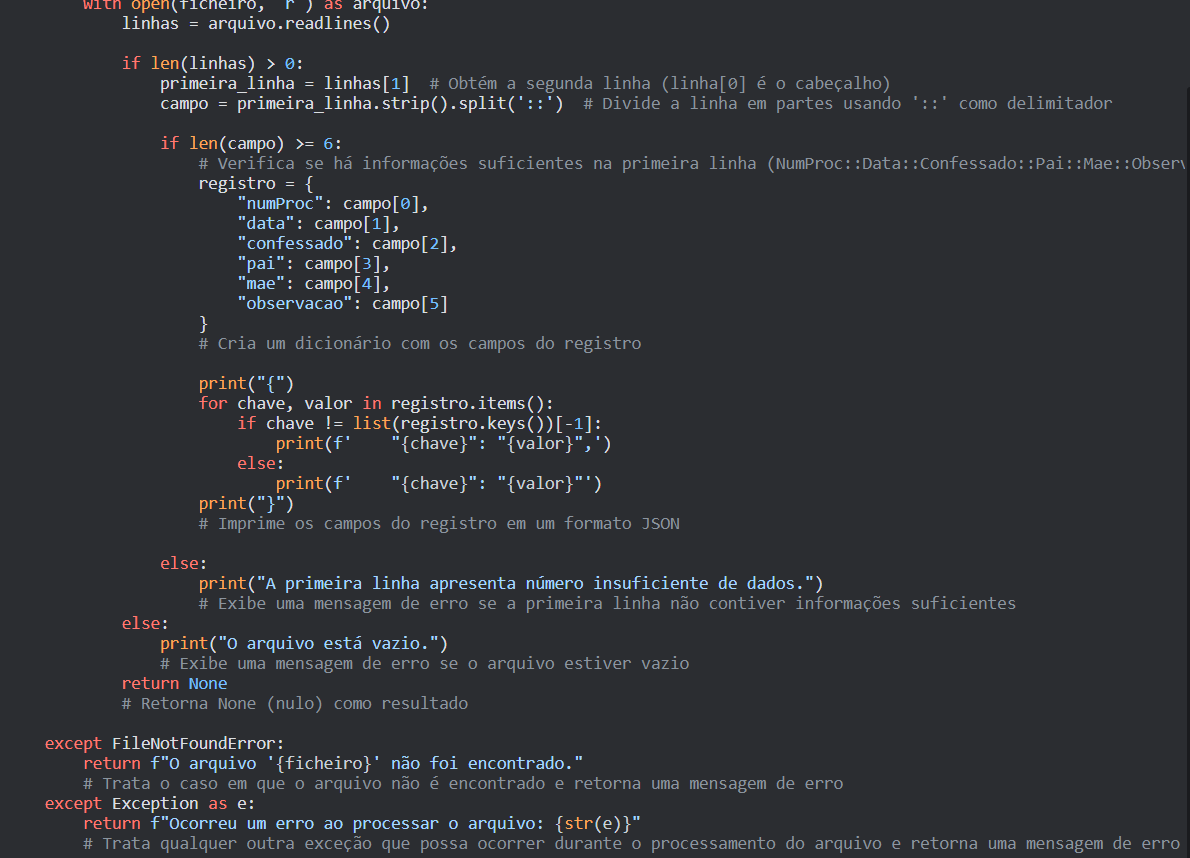 with open(ficheiro, 'r') as arquivo:
linhas = arquivo.readlines()
if len(linhas) > 0:
primeira_linha = linhas[1]  # Obtém a segunda linha (linha[0] é o cabeçalho)
campo = primeira_linha.strip().split('::')  # Divide a linha em partes usando '::' como delimitador
if len(campo) >= 6:
# Verifica se há informações suficientes na primeira linha (NumProc::Data::Confessado::Pai::Mae::Observ
registro = {
"numProc": campo[0],
"data": campo[1],
"confessado": campo[2],
"pai": campo[3],
"mae": campo[4],
"observacao": campo[5]
}
# Cria um dicionário com os campos do registro
print("{")
for chave, valor in registro.items():
if chave != list(registro.keys())[-1]:
print(f'    "{chave}": "{valor}",')
else:
print(f'    "{chave}": "{valor}"')
print("}")
# Imprime os campos do registro em um formato JSON
else:
print("A primeira linha apresenta número insuficiente de dados.")
# Exibe uma mensagem de erro se a primeira linha não contiver informações suficientes
else:
print("O arquivo está vazio.")
# Exibe uma mensagem de erro se o arquivo estiver vazio
return None
# Retorna None (nulo) como resultado
except FileNotFoundError:
return f"O arquivo '{ficheiro}' não foi encontrado."
# Trata o caso em que o arquivo não é encontrado e retorna uma mensagem de erro
except Exception as e:
return f"Ocorreu um erro ao processar o arquivo: {str(e)}"
# Trata qualquer outra exceção que possa ocorrer durante o processamento do arquivo e retorna uma mensagem de erro